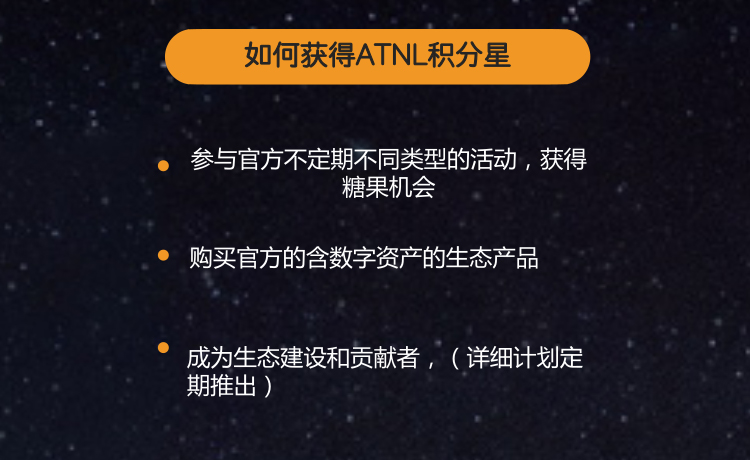 如何获得ATNL积分星
参与官方不定期不同类型的活动，获得
糖果机会
购买官方的含数字资产的生态产品
成为生态建设和贡献者，（详细计划定
期推出）